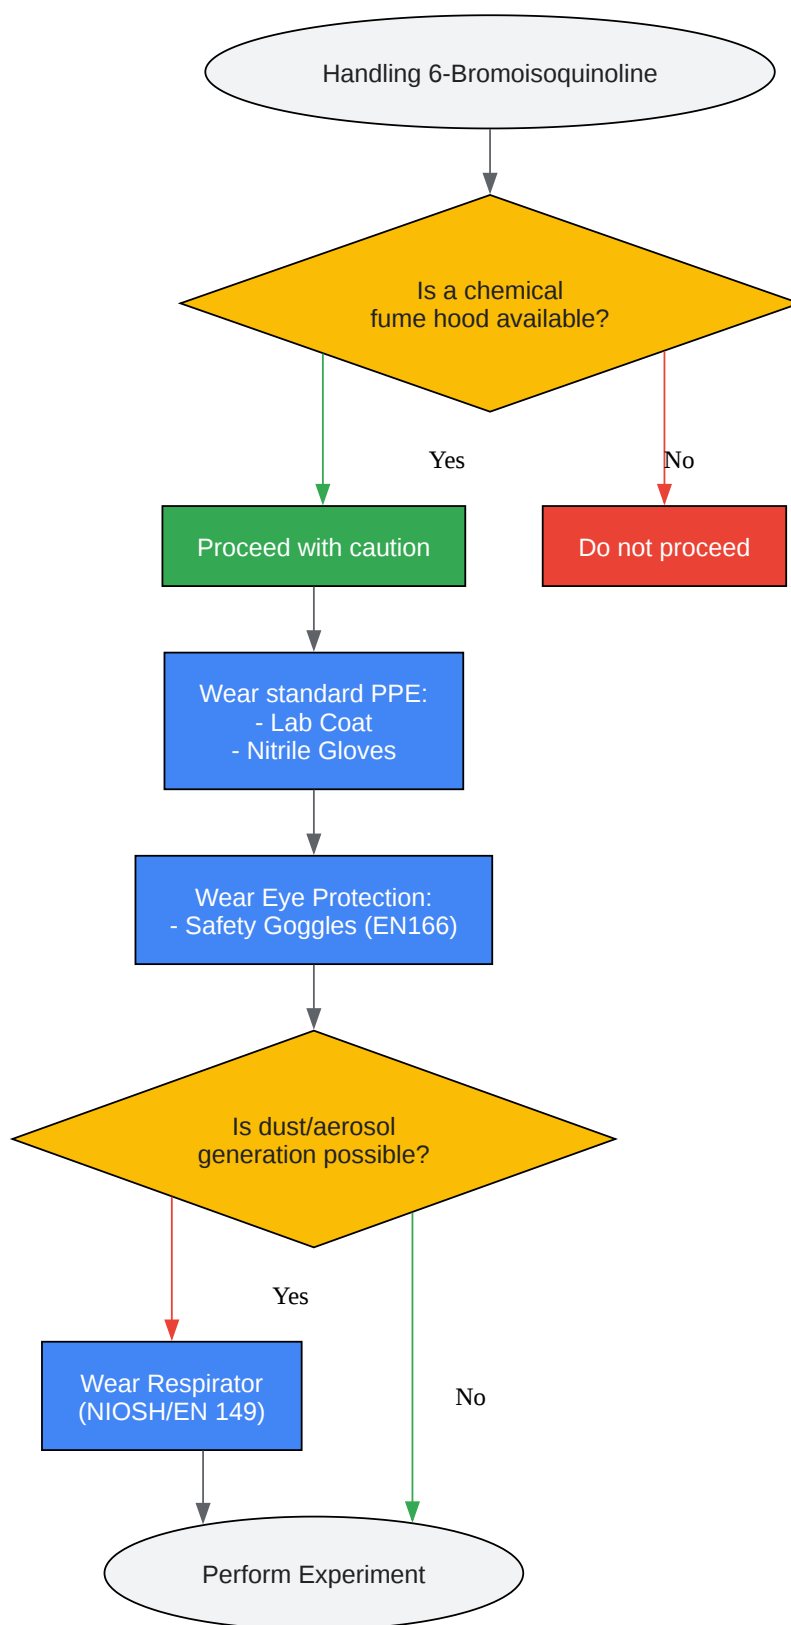 Handling 6-Bromoisoquinoline
Is a chemical
fume hood available?
Yes
No
Proceed with caution
Do not proceed
Wear standard PPE:
- Lab Coat
- Nitrile Gloves
Wear Eye Protection:
- Safety Goggles (EN166)
Is dust/aerosol
generation possible?
Yes
Wear Respirator
(NIOSH/EN 149)
No
Perform Experiment